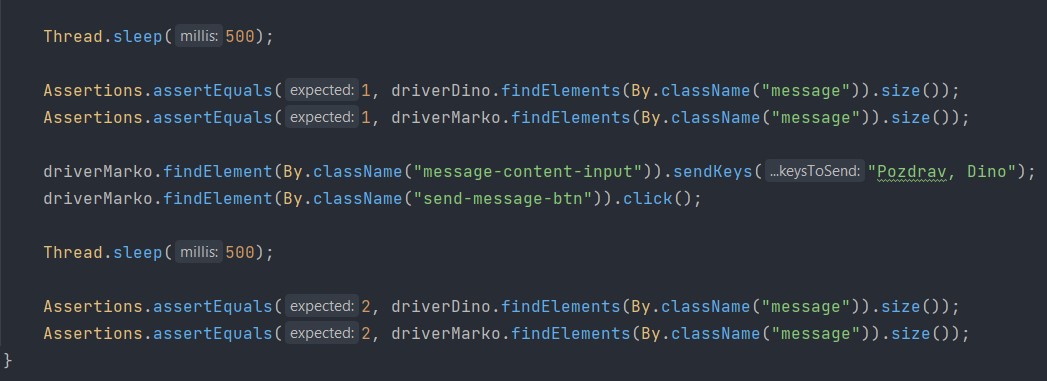 Thread.sleep( millis: 500);
Assertions.assertEquals( expected: 1, driverDino.findElements(By.className("message")).size());
Assertions.assertEquals( expected: 1, driverMarko.findElements(By.className("message")).size());
driverMarko.findElement(By.className("message-content-input")).sendKeys( ...keysToSend: "Pozdrav, Dino");
driverMarko.findElement(By.className("send-message-btn")).click();
Thread.sleep( millis: 500);
Assertions.assertEquals( expected: 2, driverDino.findElements(By.className("message")).size());
Assertions.assertEquals( expected: 2, driverMarko.findElements(By.className("message")).size());
}